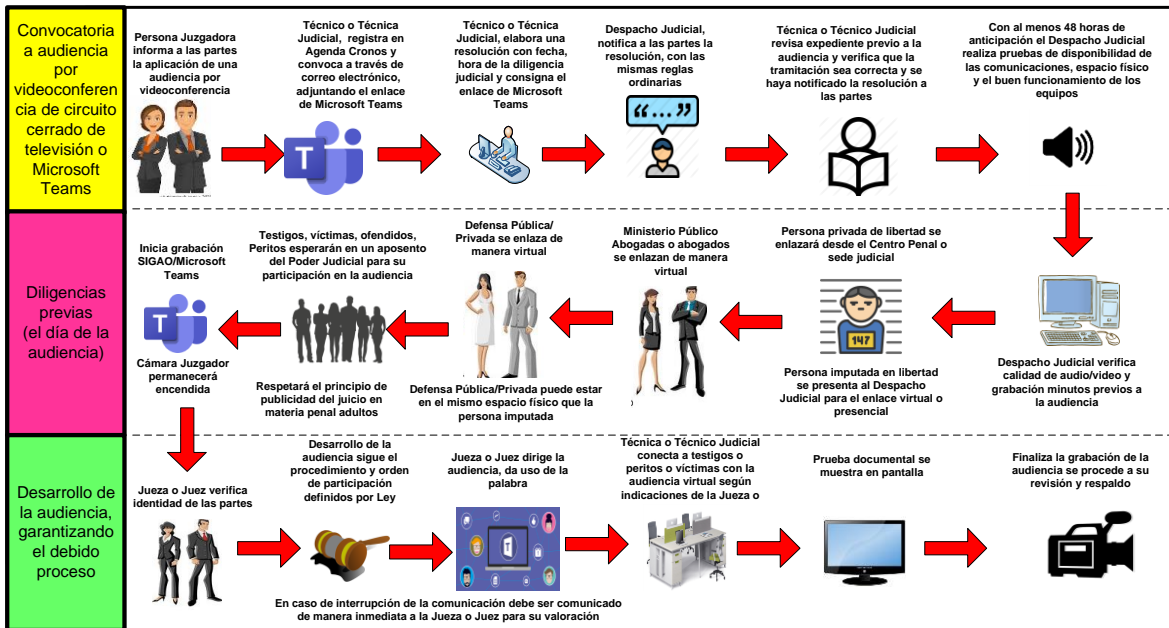 Convocatoria
a audiencia
por
videoconferen
cia de circuito
cerrado de
televisión o
Microsoft
Teams
Persona Juzgadora
informa a las partes
la aplicación de una
audiencia por
videoconferencia
Técnico o Técnica
Judicial, registra en
Agenda Cronos y
convoca a través de
correo electrónico,
adjuntando el enlace
de Microsoft Teams
T
Técnico o Técnica
Judicial, elabora una
resolución con fecha,
hora de la diligencia
judicial y consigna el
enlace de Microsoft
Teams
Despacho Judicial,
notifica a las partes la
resolución, con las
mismas reglas
ordinarias
“ ... ”
Técnica o Técnico Judicial
revisa expediente previo a la
audiencia y verifica que la
tramitación sea correcta y se
haya notificado la resolución a
las partes
Con al menos 48 horas de
anticipación el Despacho Judicial
realiza pruebas de disponibilidad de
las comunicaciones, espacio físico
y el buen funcionamiento de los
equipos
Diligencias
previas
(el día de la
audiencia)
Inicia grabación
SIGAO/Microsoft
Teams
T
Cámara Juzgador
permanecerá
encendida
Testigos, víctimas, ofendidos,
Peritos esperarán en un aposento
del Poder Judicial para su
participación en la audiencia
Respetará el principio de
publicidad del juicio en
materia penal adultos
Defensa Pública/
Privada se enlaza de
manera virtual
Defensa Pública/Privada puede estar
en el mismo espacio físico que la
persona imputada
Ministerio Público
Abogadas o abogados
se enlazan de manera
virtual
Persona privada de libertad se
enlazará desde el Centro Penal o
sede judicial
147
Persona imputada en libertad
se presenta al Despacho
Judicial para el enlace virtual o
presencial
Despacho Judicial verifica
calidad de audio/video y
grabación minutos previos a
la audiencia
Desarrollo de
la audiencia,
garantizando
el debido
proceso
Jueza o Juez verifica
identidad de las partes
Desarrollo de la
audiencia sigue el
procedimiento y orden
de participación
definidos por Ley
Jueza o Juez dirige la
audiencia, da uso de la
palabra
Técnica o Técnico Judicial
conecta a testigos o
peritos o víctimas con la
audiencia virtual según
indicaciones de la Jueza o
Prueba documental se
muestra en pantalla
Finaliza la grabación de la
audiencia se procede a su
revisión y respaldo
En caso de interrupción de la comunicación debe ser comunicado
de manera inmediata a la Jueza o Juez para su valoración